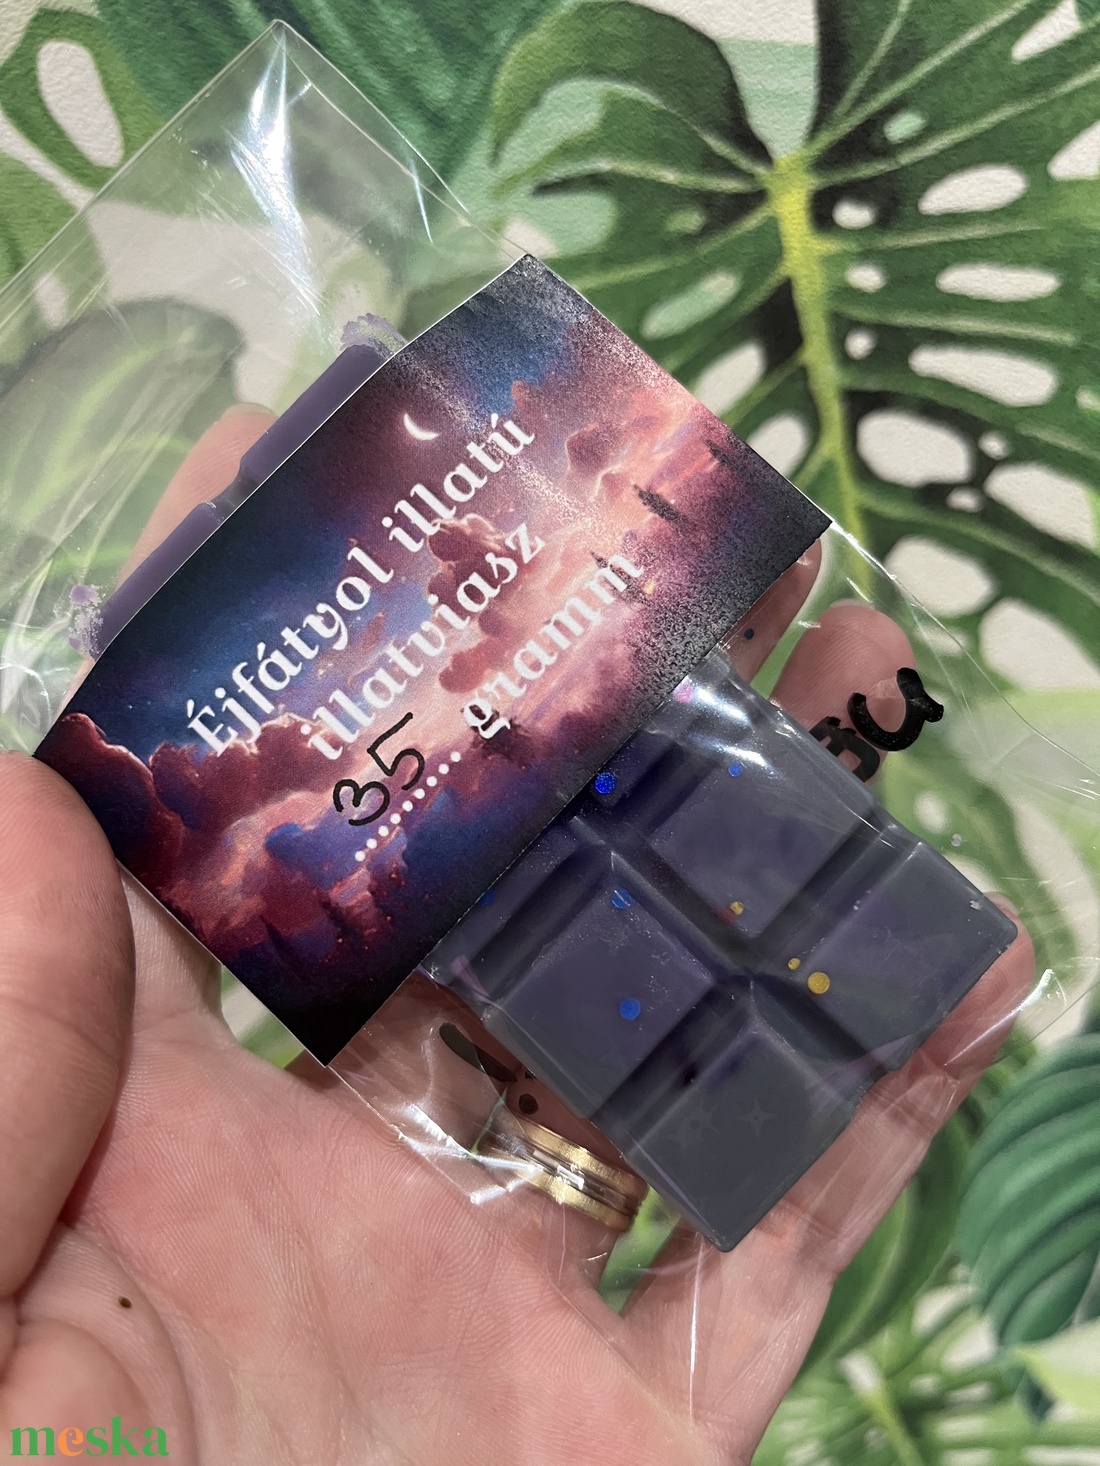 Éjfátyol illatú
illatviasz
35 gramm
meska